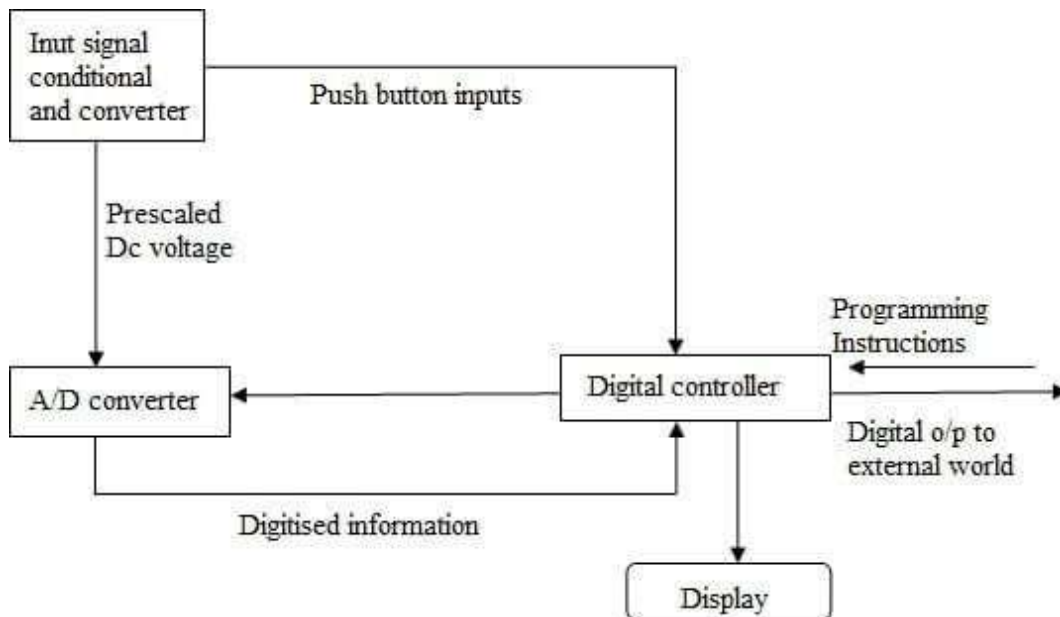 Inut signal
conditional
and converter
Push button inputs
Prescaled
Dc voltage
Programming
Instructions
A/D converter
Digital controller
Digital o/p to
external world
Digitised information
Display